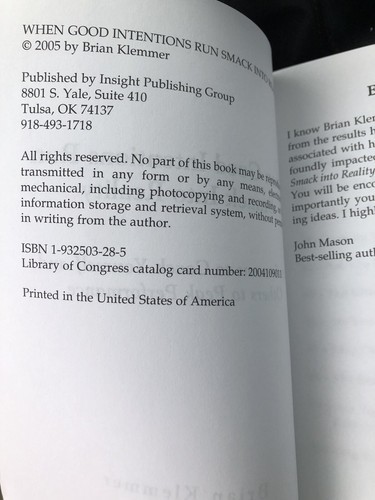 WHEN GOOD INTENTIONS RUN SMACK INTO
© 2005 by Brian Klemmer
Published by Insight Publishing Group
8801 S. Yale, Suite 410
Tulsa, OK 74137
918-493-1718
All rights reserved. No part of this book may be
transmitted in any form or by any means,
mechanical, including photocopying and recording,
information storage and retrieval system, without
in writing from the author.
ISBN 1-932503-28-5
Library of Congress catalog card number:
Printed in the United States of America
E
I know Brian
from the results
associated with
foundly impacted
Smack into Reality
You will be
importantly you
ing ideas. I
John Mason
Best-selling